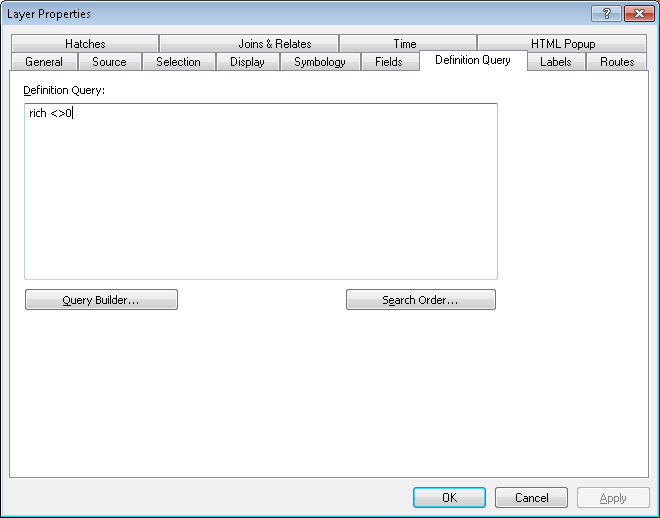 Layer Properties
Hatches Joins & Relates Time HTML Popup
General Source Selection Display Symbology Fields Definition Query Labels Routes
Definition Query:
rich <>0
Query Builder... Search Order...
OK Cancel Apply